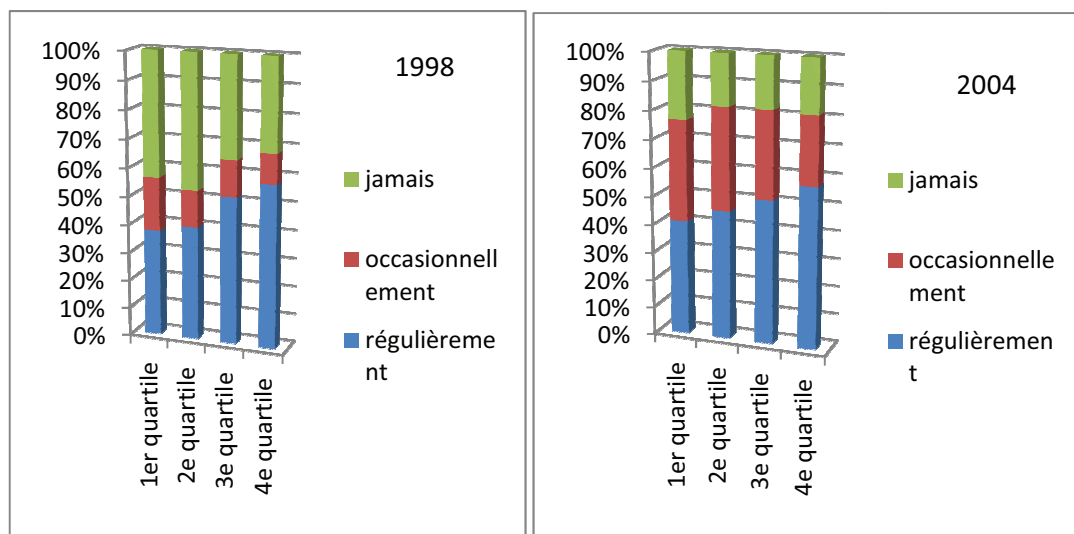 1998
100%
90%
80%
70%
60%
50%
40%
30%
20%
10%
0%
1er quartile
2e quartile
3e quartile
4e quartile
jamais
occasionnell
ement
régulièreme
nt
2004
100%
90%
80%
70%
60%
50%
40%
30%
20%
10%
0%
1er quartile
2e quartile
3e quartile
4e quartile
jamais
occasionnelle
ment
régulièremen
t